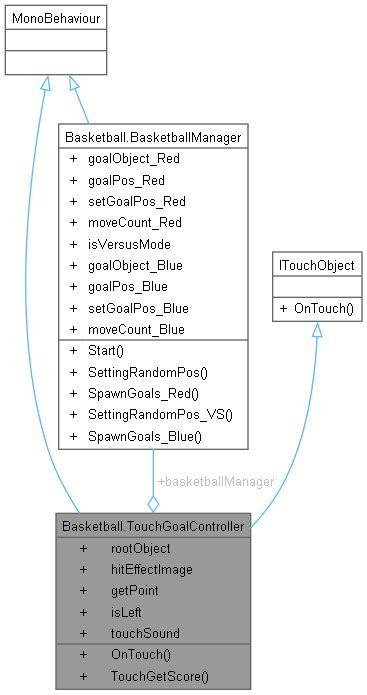 MonoBehaviour
Basketball.BasketballManager
+ goalObject_Red
+ goalPos_Red
+ setGoalPos_Red
+ moveCount_Red
+ isVersusMode
+ goalObject_Blue
+ goalPos_Blue
+ setGoalPos_Blue
+ moveCount_Blue
+ Start()
+ SettingRandomPos()
+ SpawnGoals_Red()
+ SettingRandomPos_VS()
+ SpawnGoals_Blue()
ITouchObject
+ OnTouch()
+basketballManager
Basketball.TouchGoalController
+ rootObject
+ hitEffectImage
+ getPoint
+ isLeft
+ touchSound
+ OnTouch()
+ TouchGetScore()